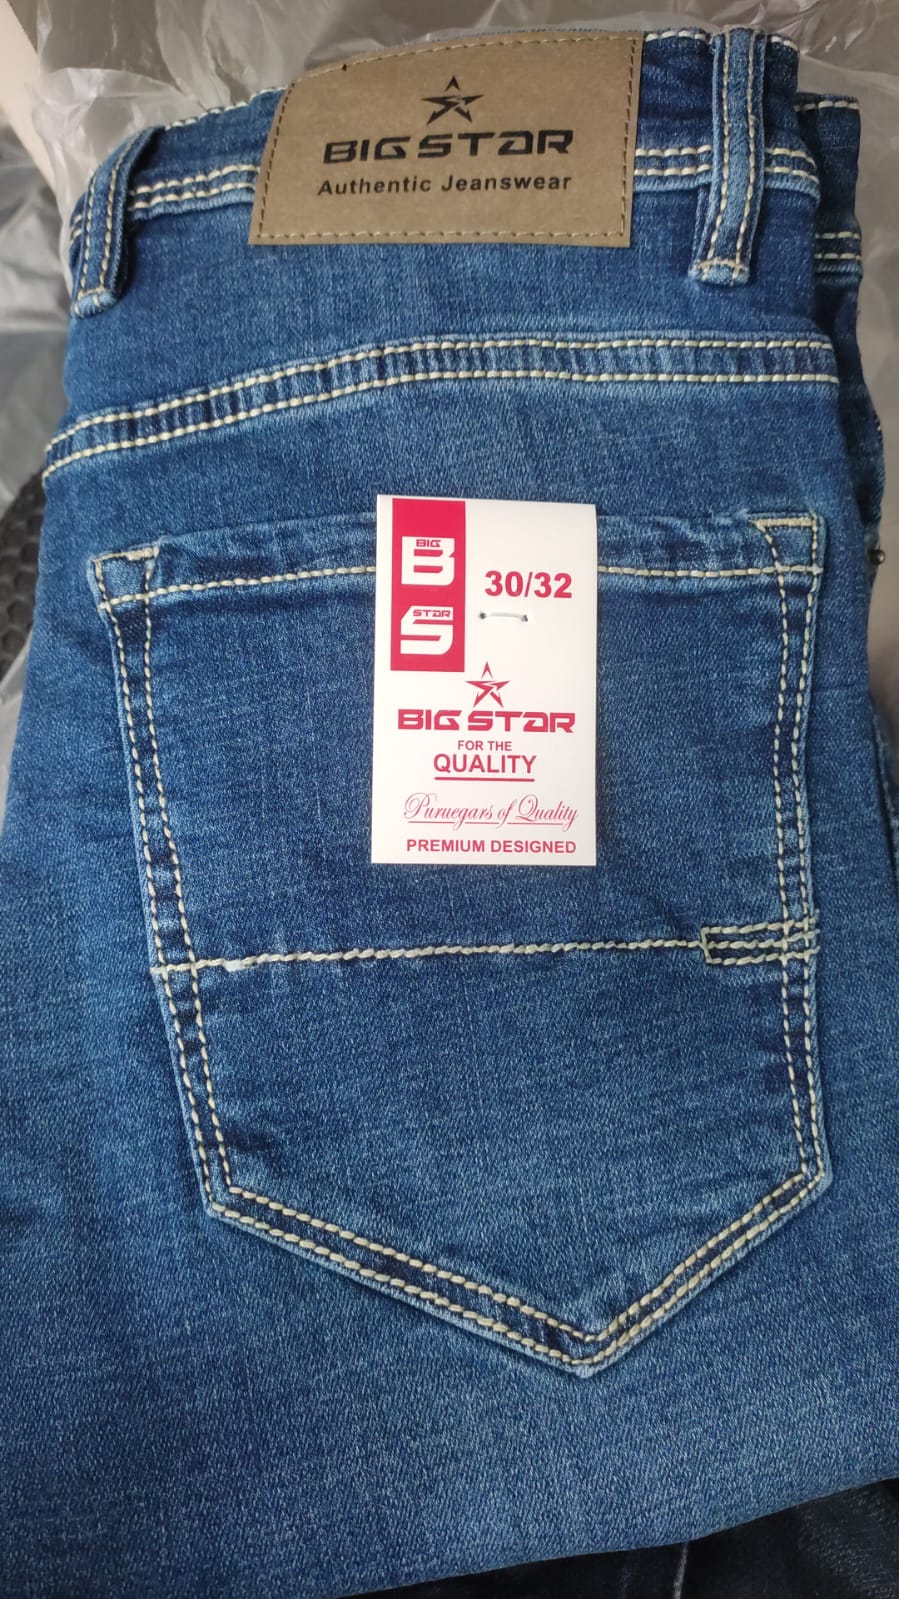 BIG STAR
Authentic Jeanswear
BIG
B
STAR
S
30/32
BIG STAR
FOR THE
QUALITY
Puruegars of Quality
PREMIUM DESIGNED